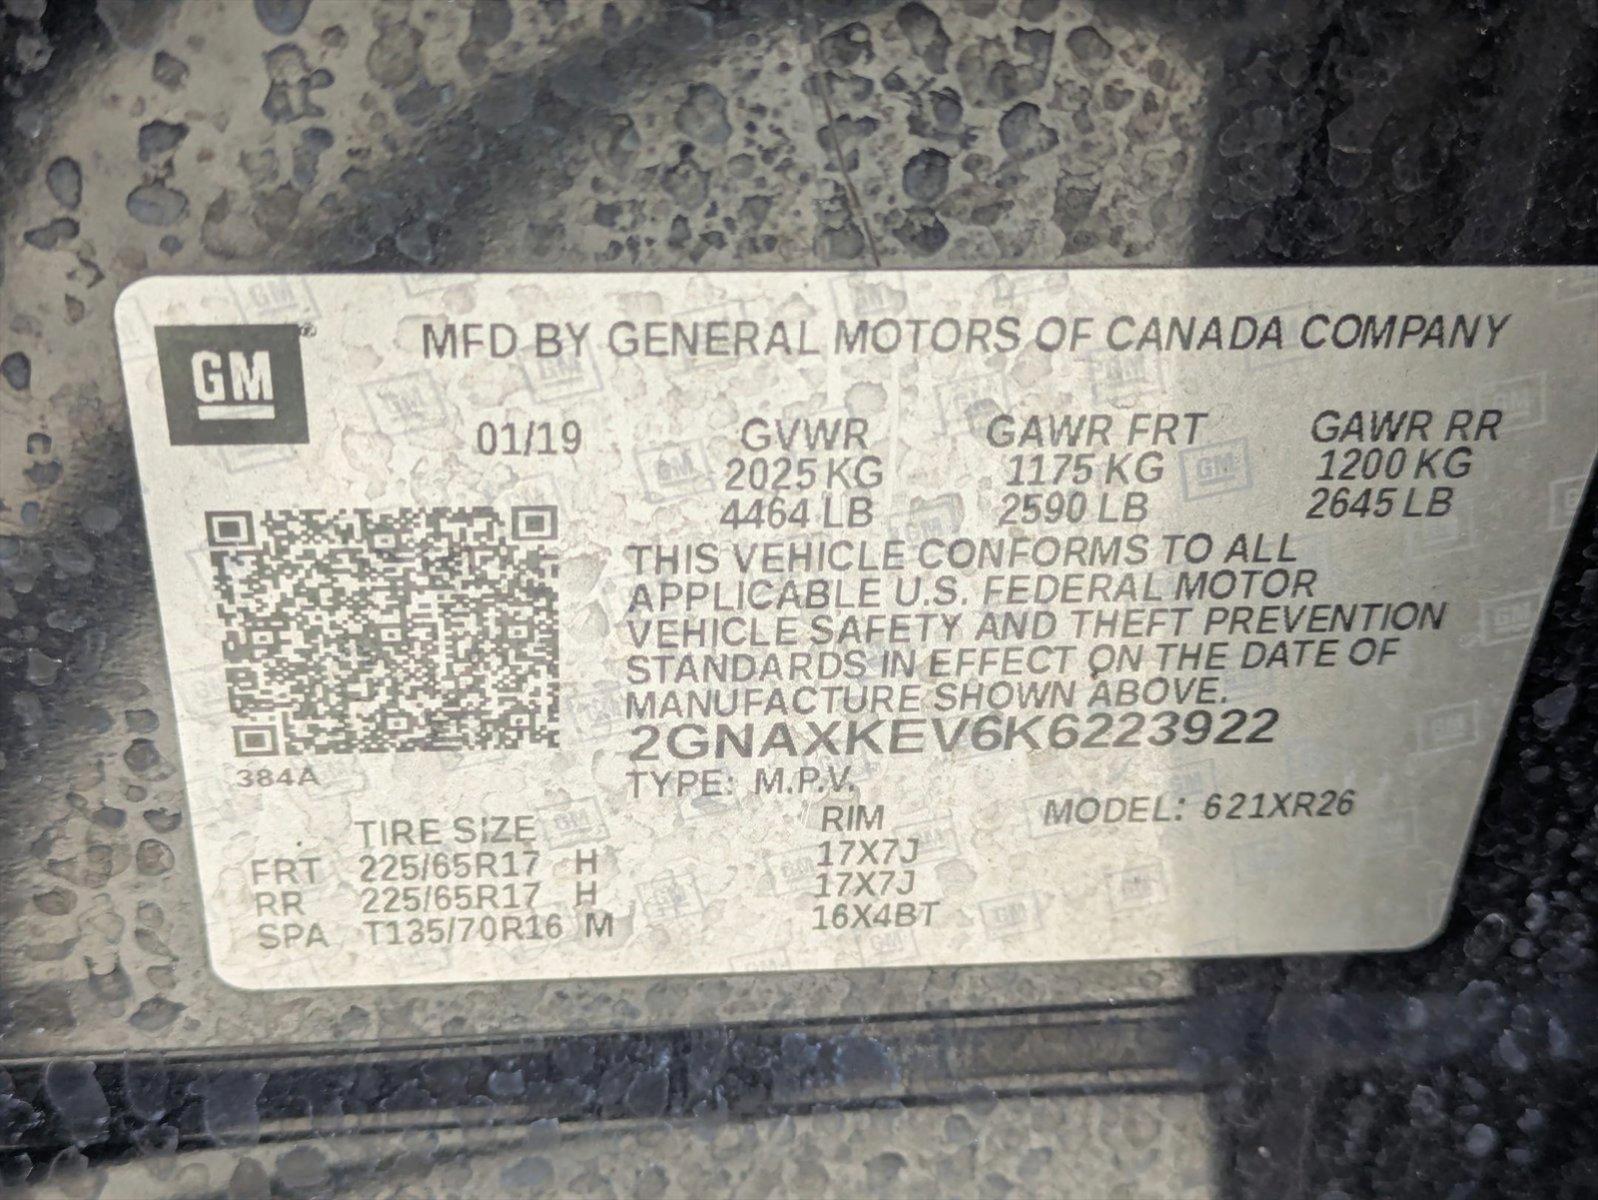 GM ® MFD BY GENERAL MOTORS OF CANADA COMPANY
01/19 GVWR GAWR FRT GAWR RR
2025 KG 1175 KG 1200 KG
4464 LB 2590 LB 2645 LB
THIS VEHICLE CONFORMS TO ALL
APPLICABLE U.S. FEDERAL MOTOR
VEHICLE SAFETY AND THEFT PREVENTION
STANDARDS IN EFFECT ON THE DATE OF
MANUFACTURE SHOWN ABOVE.
2GNAXKEV6K6223922
384A TYPE: M.P.V. MODEL: 621XR26
TIRE SIZE RIM
FRT 225/65R17 H 17X7J
RR 225/65R17 H 17X7J
SPA T135/70R16 M 16X4BT